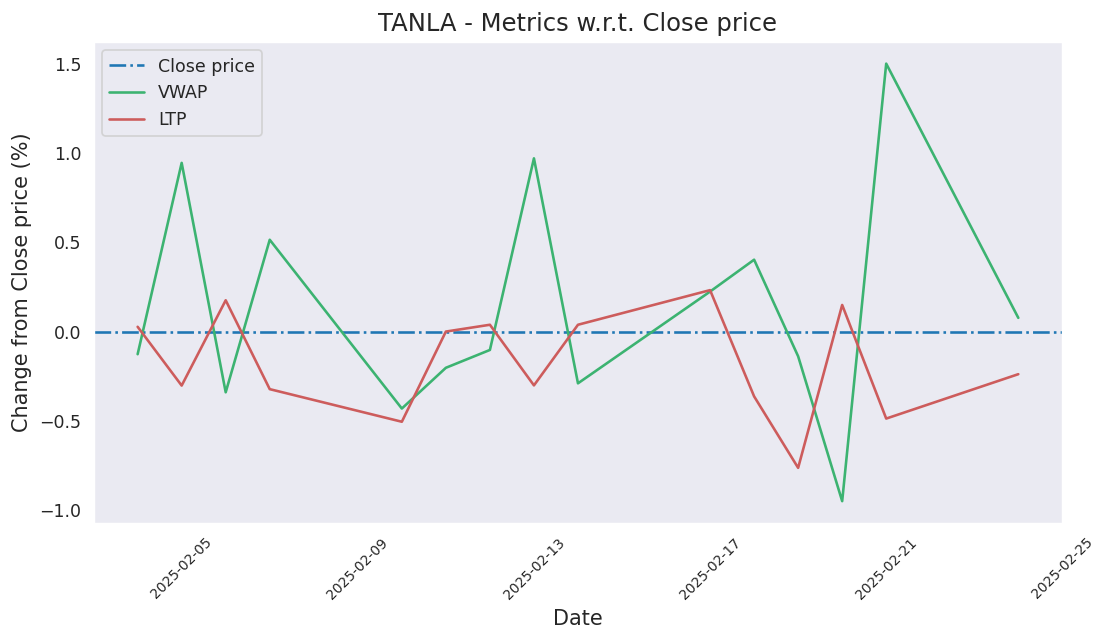 TANLA - Metrics w.r.t. Close price
Close price
VWAP
LTP
Change from Close price (%)
1.5
1.0
0.5
0.0
−0.5
−1.0
2025-02-05
2025-02-09
2025-02-13
2025-02-17
2025-02-21
2025-02-25
Date